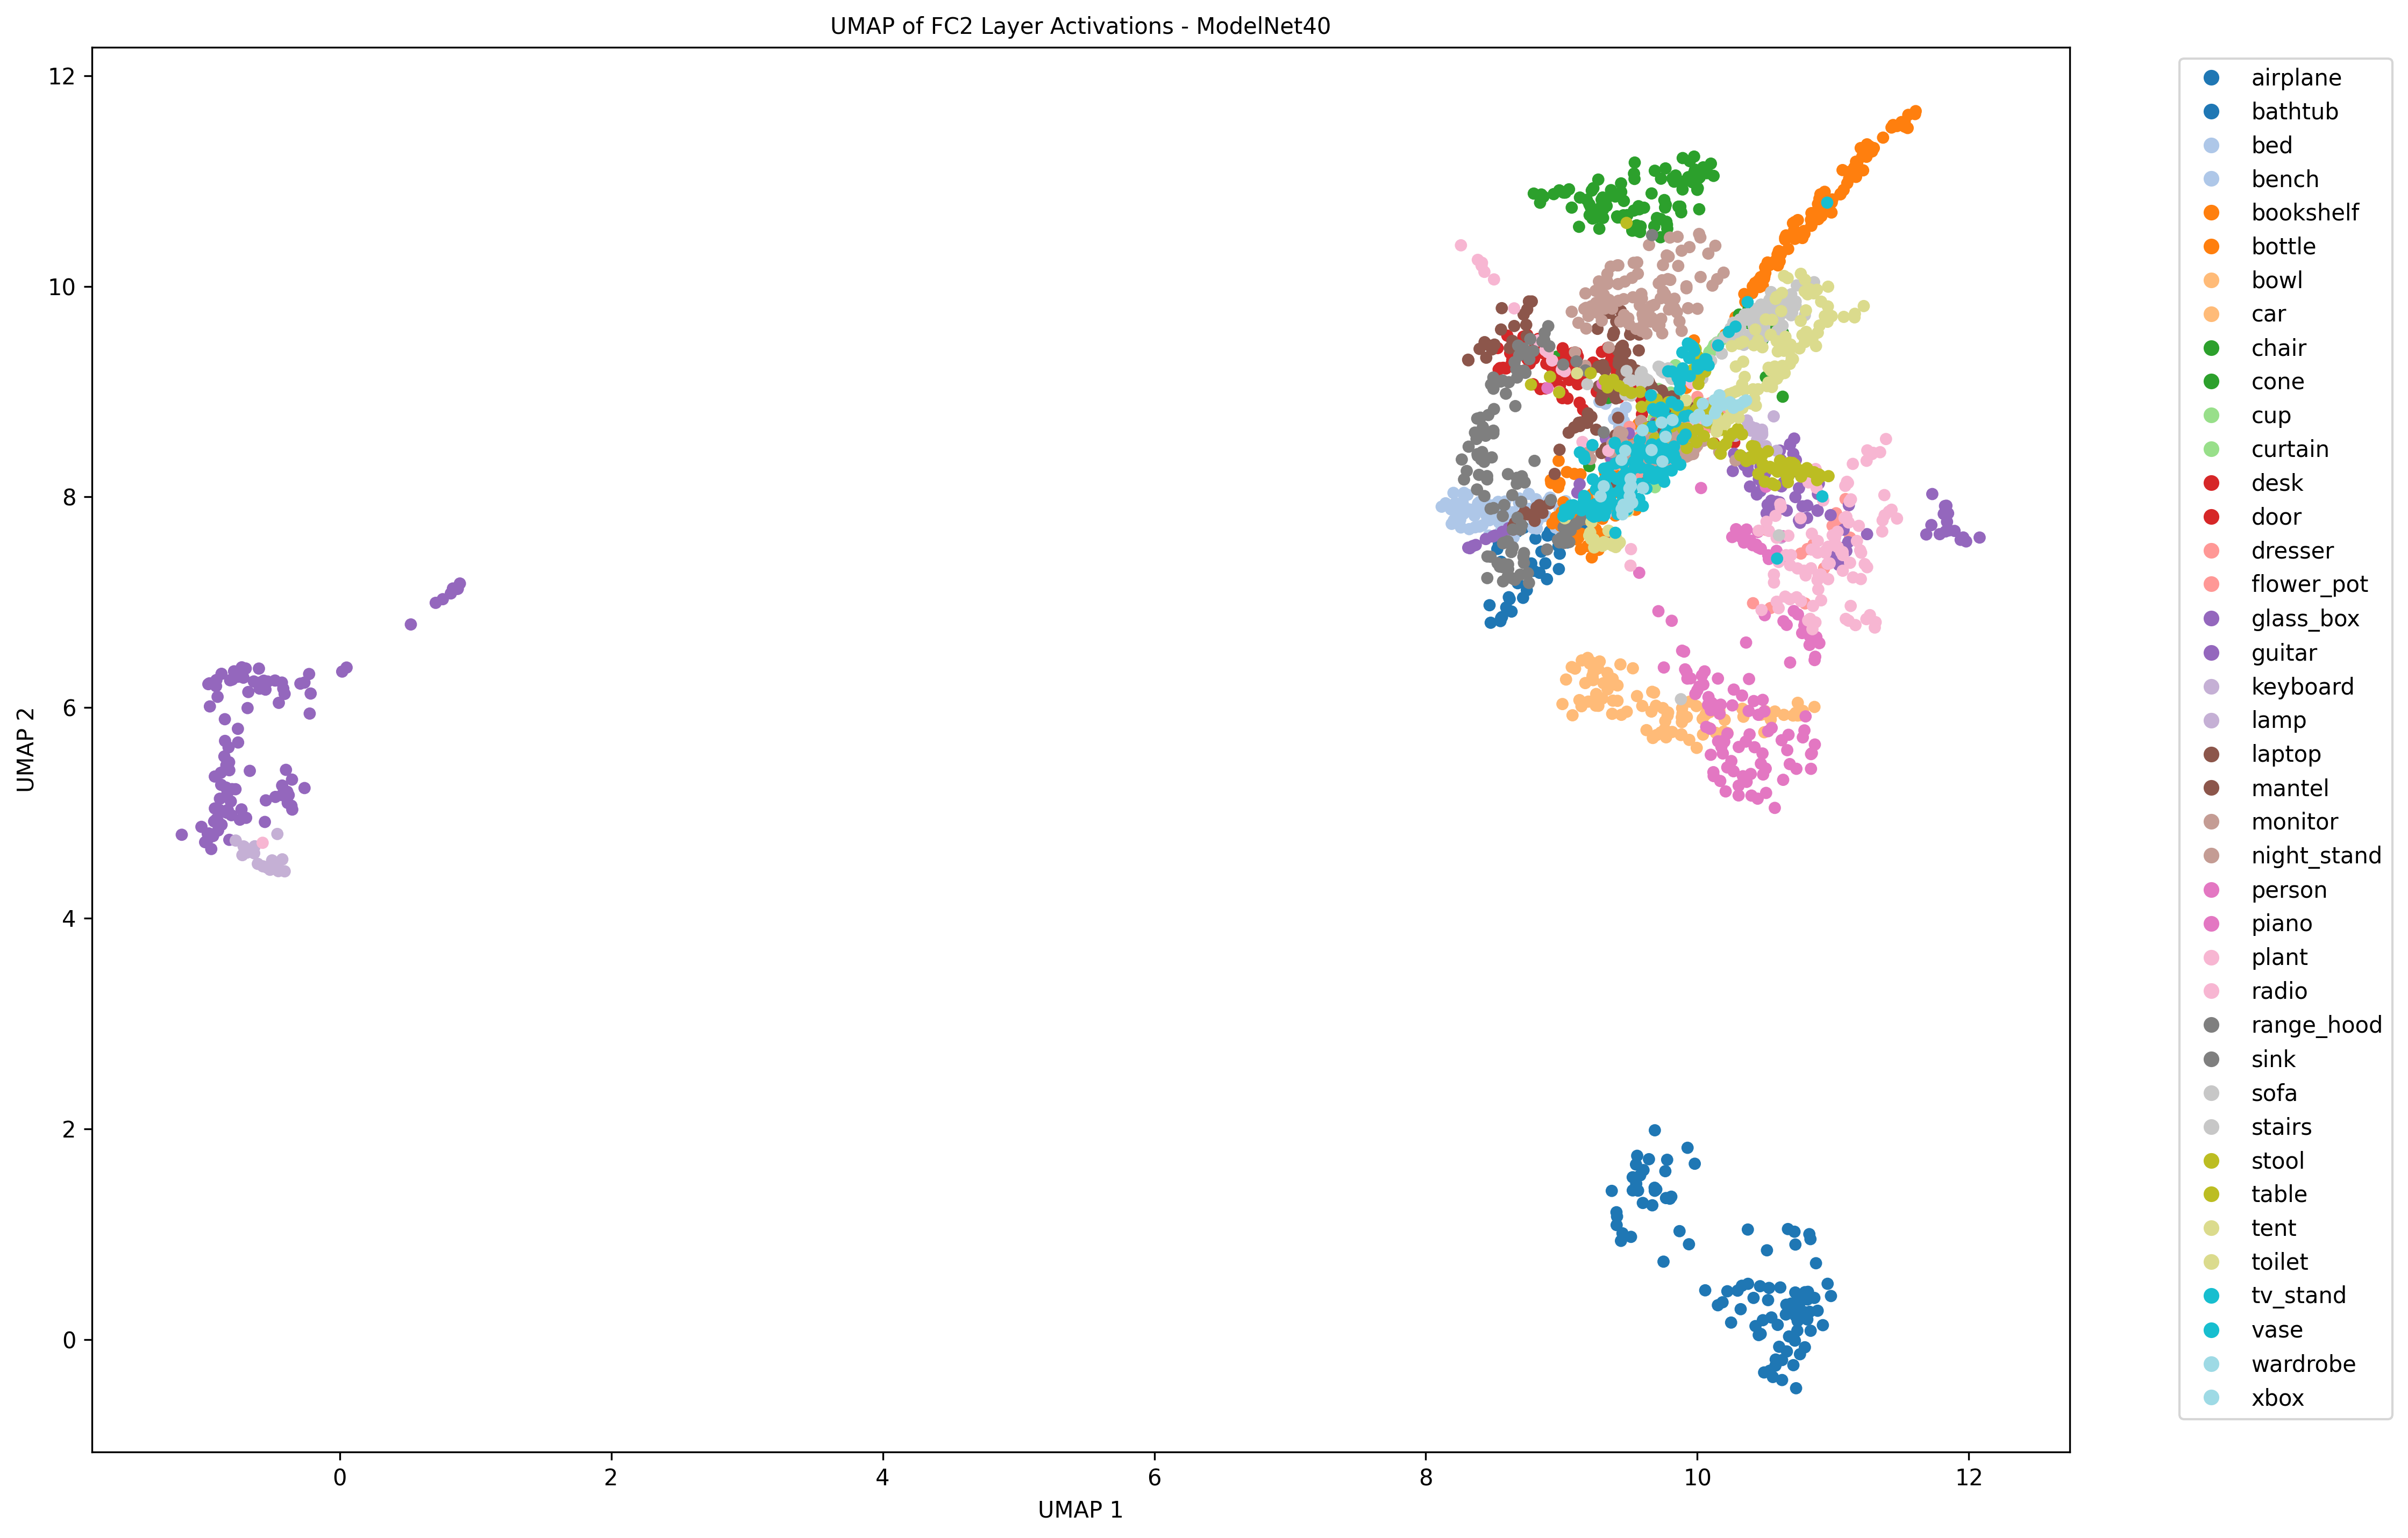 UMAP of FC2 Layer Activations - ModelNet40
12
10
8
6
4
2
0
UMAP 2
0
2
4
6
8
10
12
UMAP 1
airplane
bathtub
bed
bench
bookshelf
bottle
bowl
car
chair
cone
cup
curtain
desk
door
dresser
flower_pot
glass_box
guitar
keyboard
lamp
laptop
mantel
monitor
night_stand
person
piano
plant
radio
range_hood
sink
sofa
stairs
stool
table
tent
toilet
tv_stand
vase
wardrobe
xbox